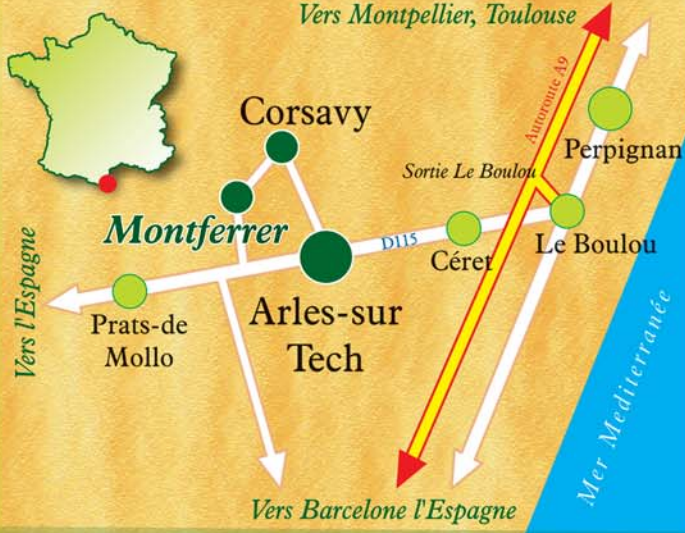 Vers Montpellier, Toulouse
Autoroute A9
Corsavy
Perpignan
Sortie Le Boulou
Montferrer
D115
Céret
Le Boulou
Vers l'Espagne
Prats-de
Mollo
Arles-sur
Tech
Mer Mediterranée
Vers Barcelone l'Espagne